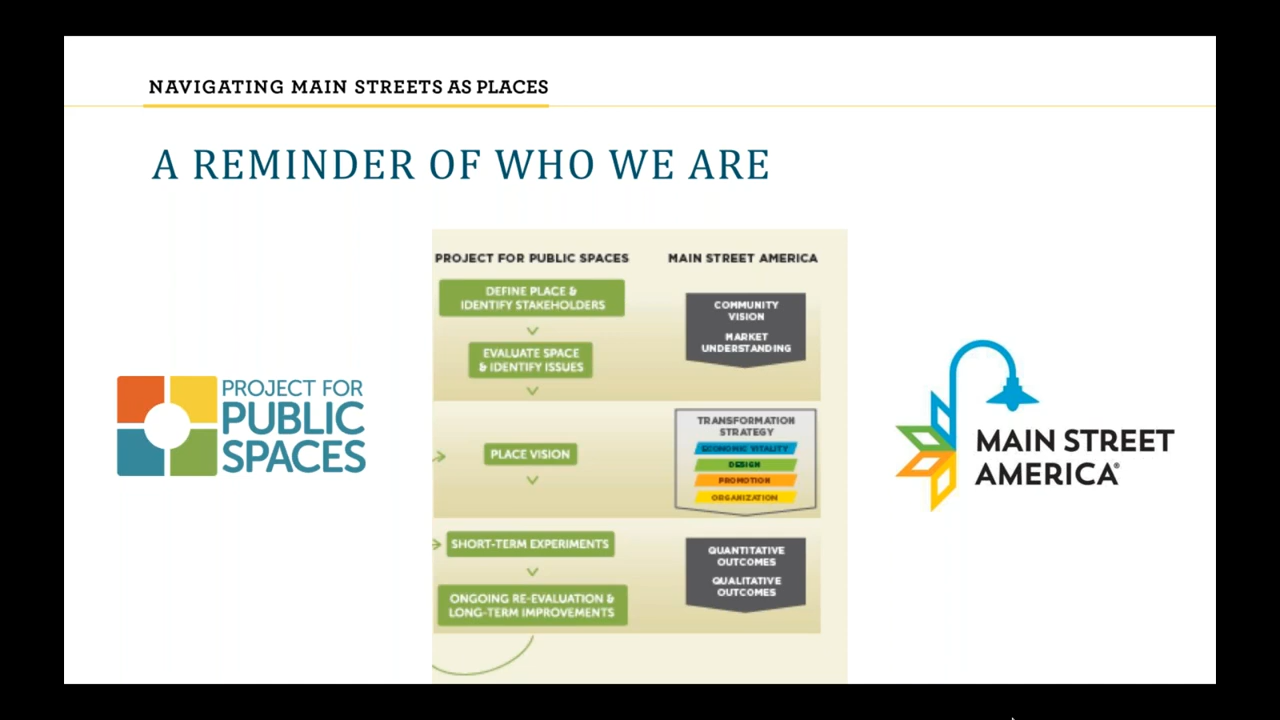 NAVIGATING MAIN STREETS AS PLACES
A REMINDER OF WHO WE ARE
PROJECT FOR
PUBLIC
SPACES
PROJECT FOR PUBLIC SPACES
DEFINE PLACE &
IDENTIFY STAKEHOLDERS
EVALUATE SPACE
& IDENTIFY ISSUES
PLACE VISION
SHORT-TERM EXPERIMENTS
ONGOING RE-EVALUATION &
LONG-TERM IMPROVEMENTS
MAIN STREET AMERICA
COMMUNITY
VISION
MARKET
UNDERSTANDING
TRANSFORMATION
STRATEGY
ECONOMIC VITALITY
DESIGN
PROMOTION
ORGANIZATION
QUANTITATIVE
OUTCOMES
QUALITATIVE
OUTCOMES
MAIN STREET
AMERICA®